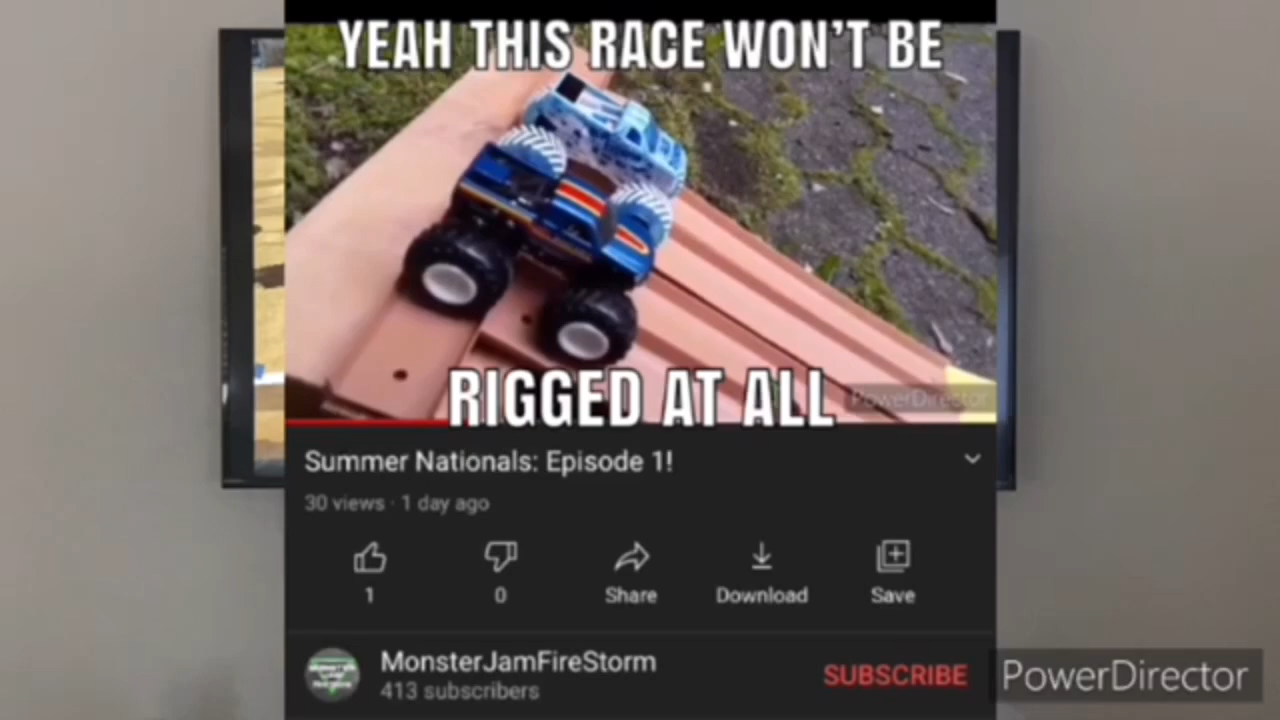 YEAH THIS RACE WON'T BE
RIGGED AT ALL
PowerDirector
Summer Nationals: Episode 1!
30 views · 1 day ago
1
0
Share
Download
Save
MonsterJamFireStorm
413 subscribers
SUBSCRIBE
PowerDirector